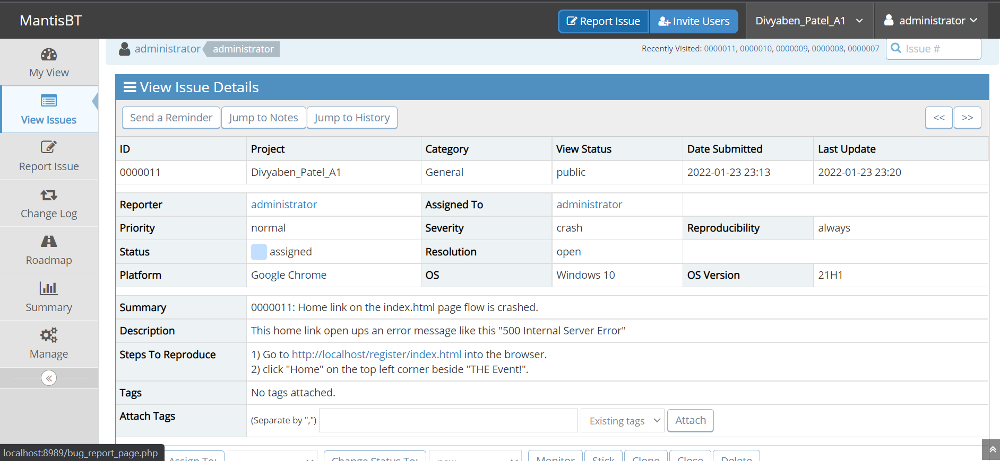 MantisBT
Report Issue Invite Users Divyaben_Patel_A1 administrator
administrator administrator Recently Visited: 0000011, 0000010, 0000009, 0000008, 0000007 Issue #
My View
View Issues
Report Issue
Change Log
Roadmap
Summary
Manage
View Issue Details
Send a Reminder Jump to Notes Jump to History << >>
ID Project Category View Status Date Submitted Last Update
0000011 Divyaben_Patel_A1 General public 2022-01-23 23:13 2022-01-23 23:20
Reporter administrator Assigned To administrator
Priority normal Severity crash Reproducibility always
Status assigned Resolution open
Platform Google Chrome OS Windows 10 OS Version 21H1
Summary 0000011: Home link on the index.html page flow is crashed.
Description This home link open ups an error message like this "500 Internal Server Error"
Steps To Reproduce 1) Go to http://localhost/register/index.html into the browser.
2) click "Home" on the top left corner beside "THE Event!".
Tags No tags attached.
Attach Tags (Separate by ",") Existing tags Attach
localhost:8989/bug_report_page.php
Assign To: Change Status To: new Monitor Stick Clone Close Delete